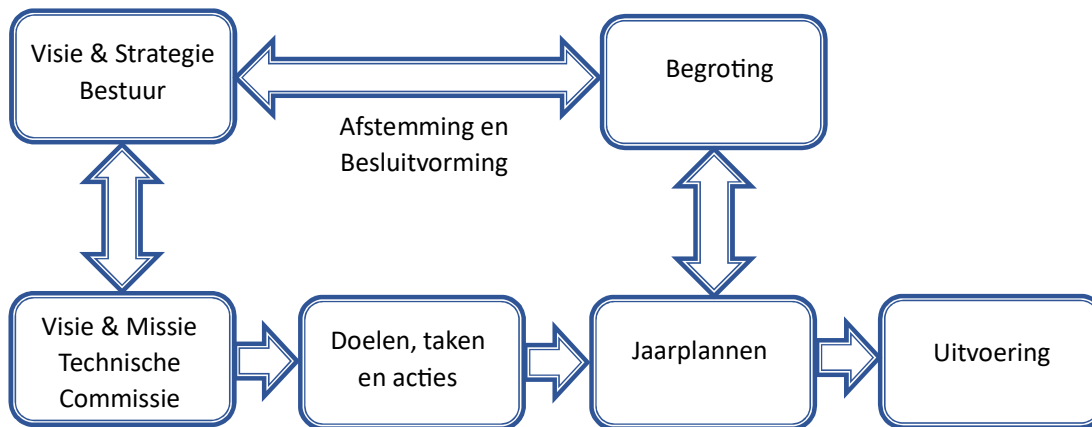 Visie & Strategie
Bestuur
Begroting
Afstemming en
Besluitvorming
Visie & Missie
Technische
Commissie
Doelen, taken
en acties
Jaarplannen
Uitvoering